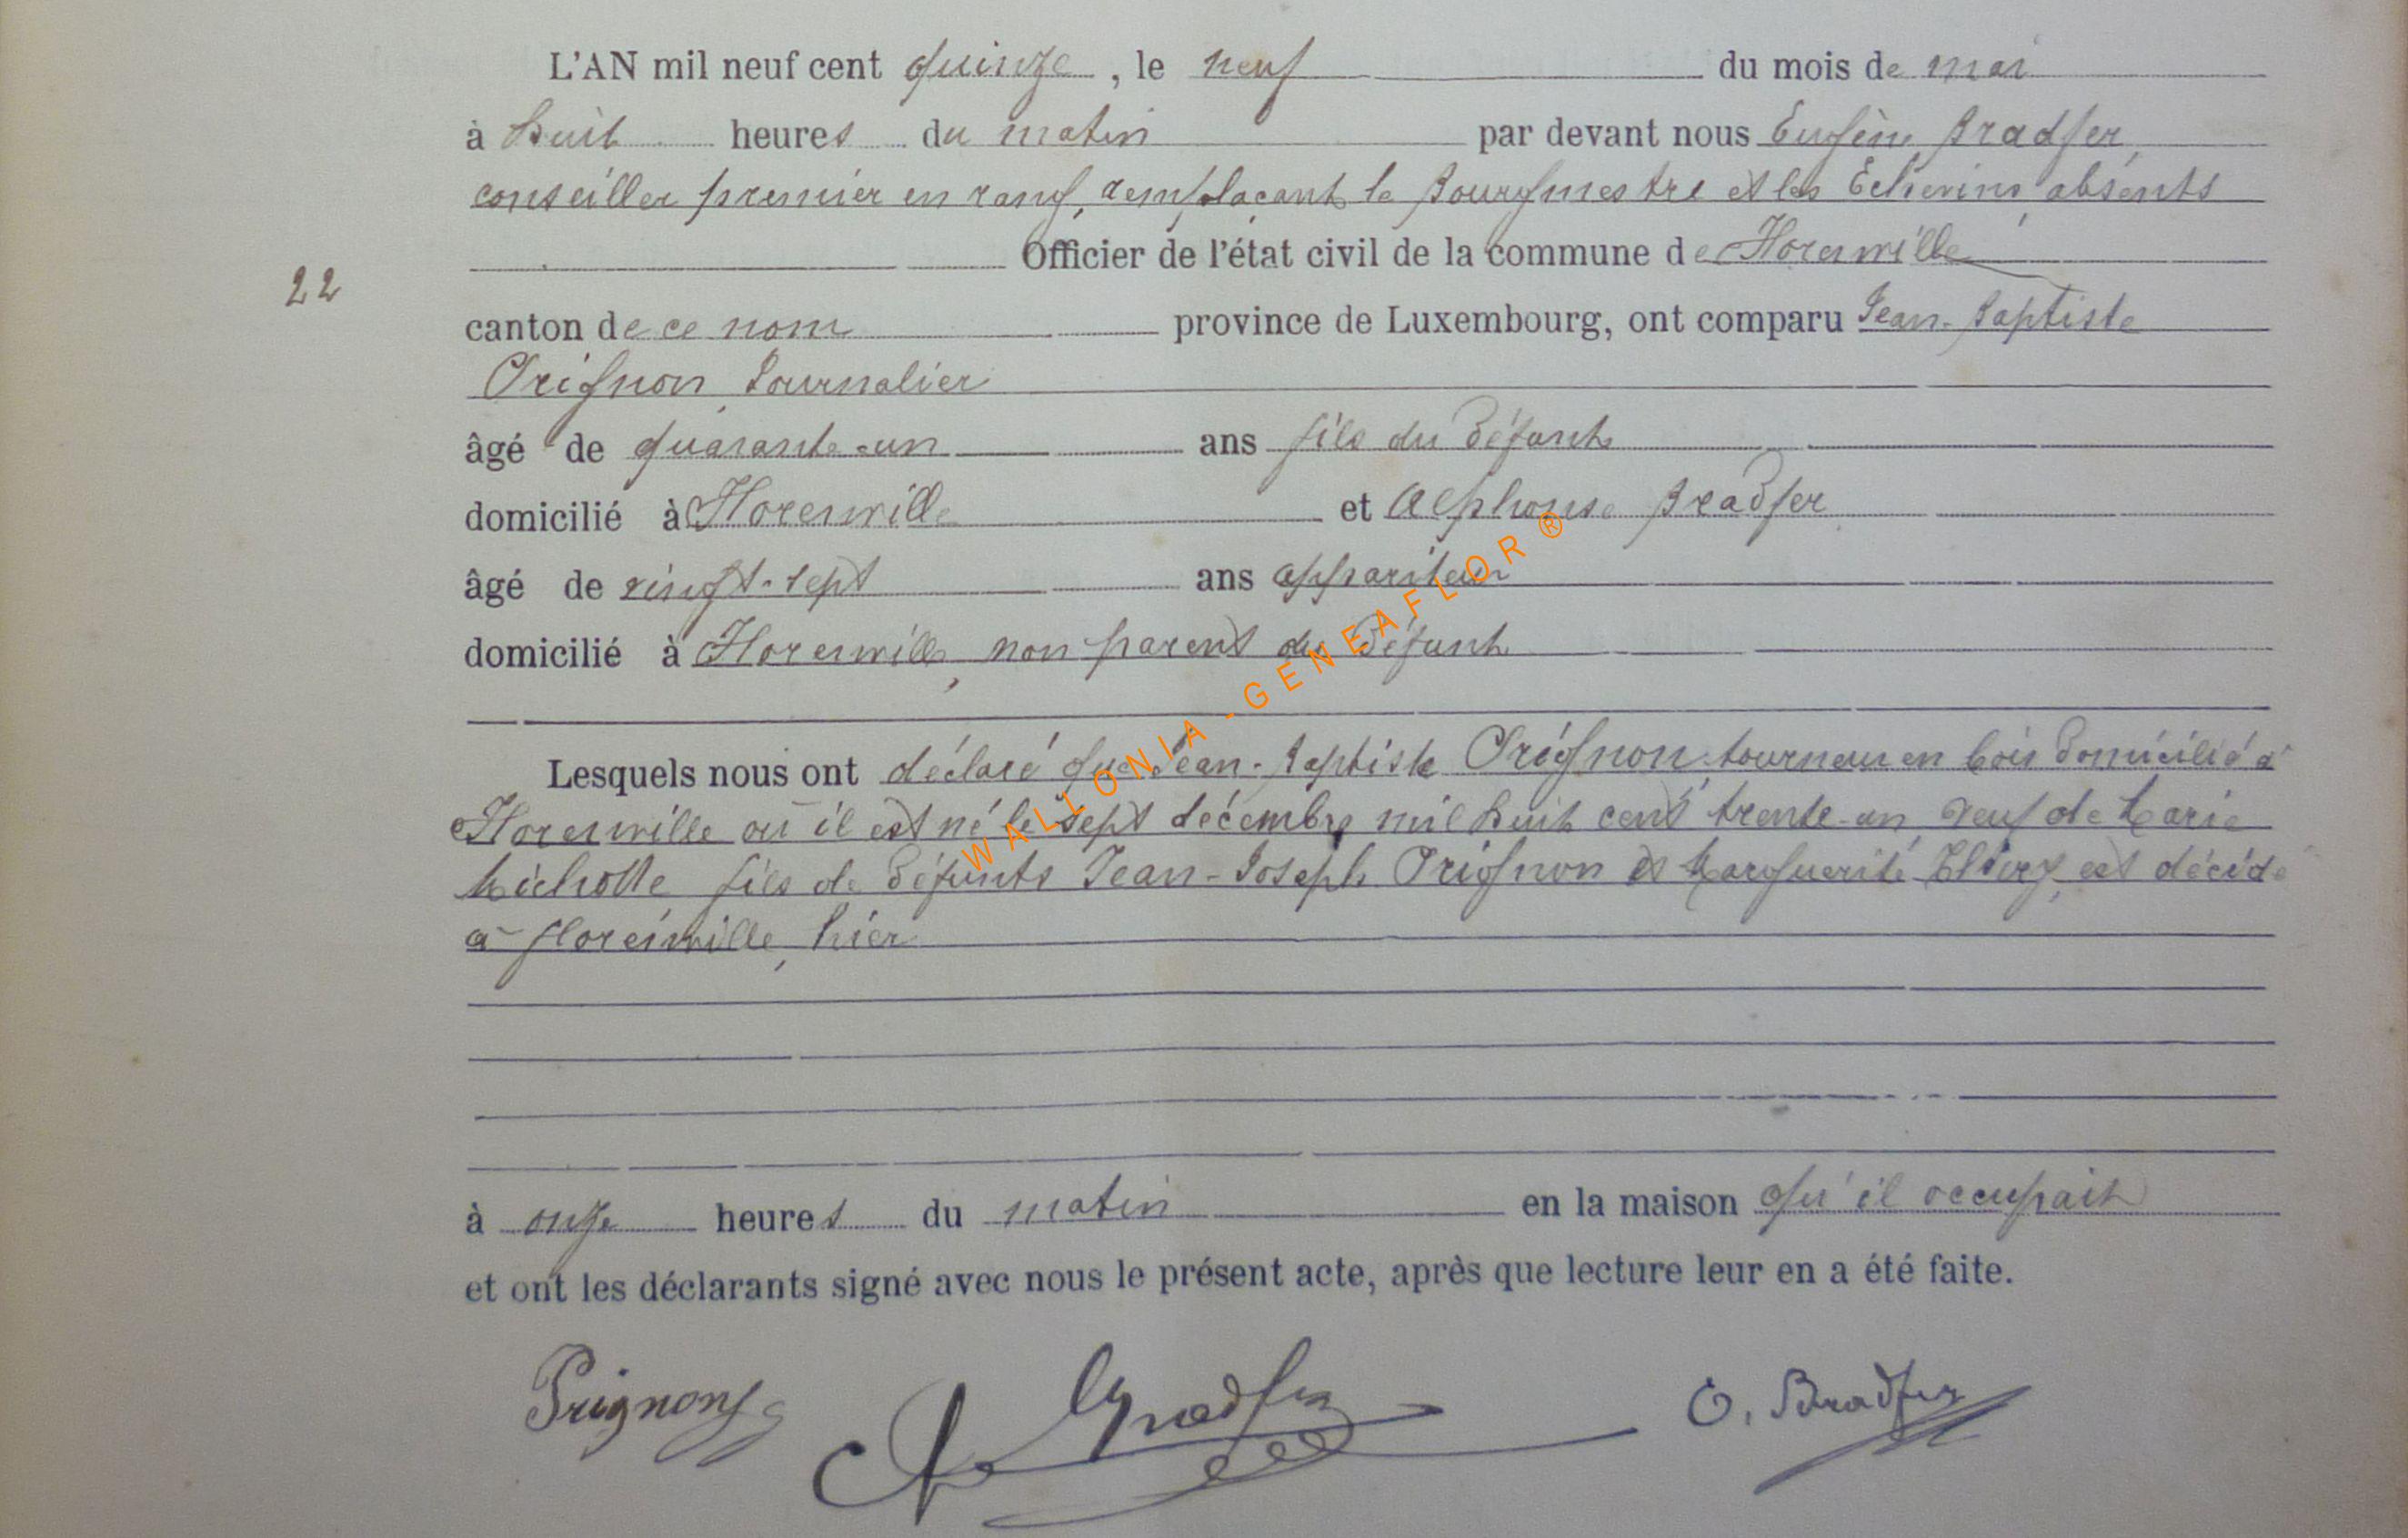 L'AN mil neuf cent quinze, le neuf du mois de mai
à huit heures du matin par devant nous Eugène Bradfer,
conseiller premier en rang, remplaçant le Bourgmestre et les Echevins absents
Officier de l'état civil de la commune de Florenville
22
canton de ce nom province de Luxembourg, ont comparu Jean-Baptiste
Prignon, Journalier
âgé de quarante-un ans fils du défunt
domicilié à Florenville et Alphonse Bradfer
âgé de vingt-sept ans appariteur
domicilié à Florenville, non parent du défunt
Lesquels nous ont déclaré que Jean-Baptiste Prignon tourneur en bois domicilié à
Florenville où il est né le sept décembre mil huit cent trente-un, veuf de Marie
Michotte fils de défunts Jean-Joseph Prignon et Marguerite est décédé
à Florenville, hier
à onze heures du matin en la maison qu'il occupait
et ont les déclarants signé avec nous le présent acte, après que lecture leur en a été faite.
Prignon Bradfer E. Bradfer
WALLONIA - GENEAFLOR ®